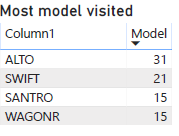 Most model visited
Column1 Model
ALTO 31
SWIFT 21
SANTRO 15
WAGONR 15